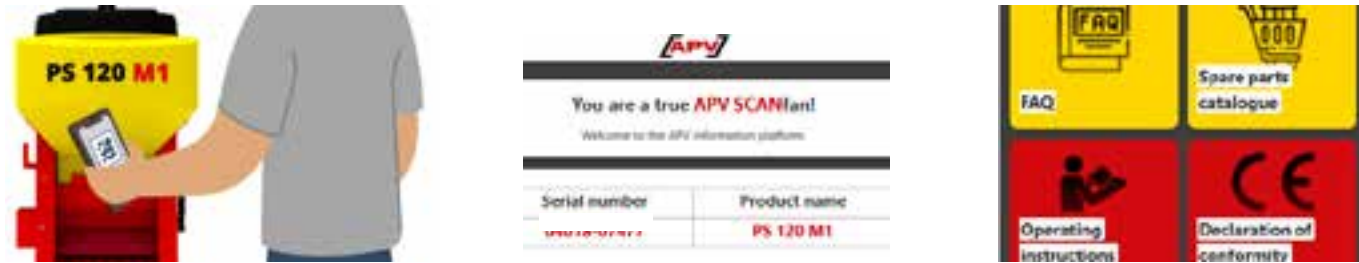 PS 120 M1
APV
You are a true APV SCANfan!
Welcome to the APV information platform
Serial number
Product name
PS 120 M1
FAQ
FAQ
Spare parts
catalogue
Operating
instructions
Declaration of
conformity